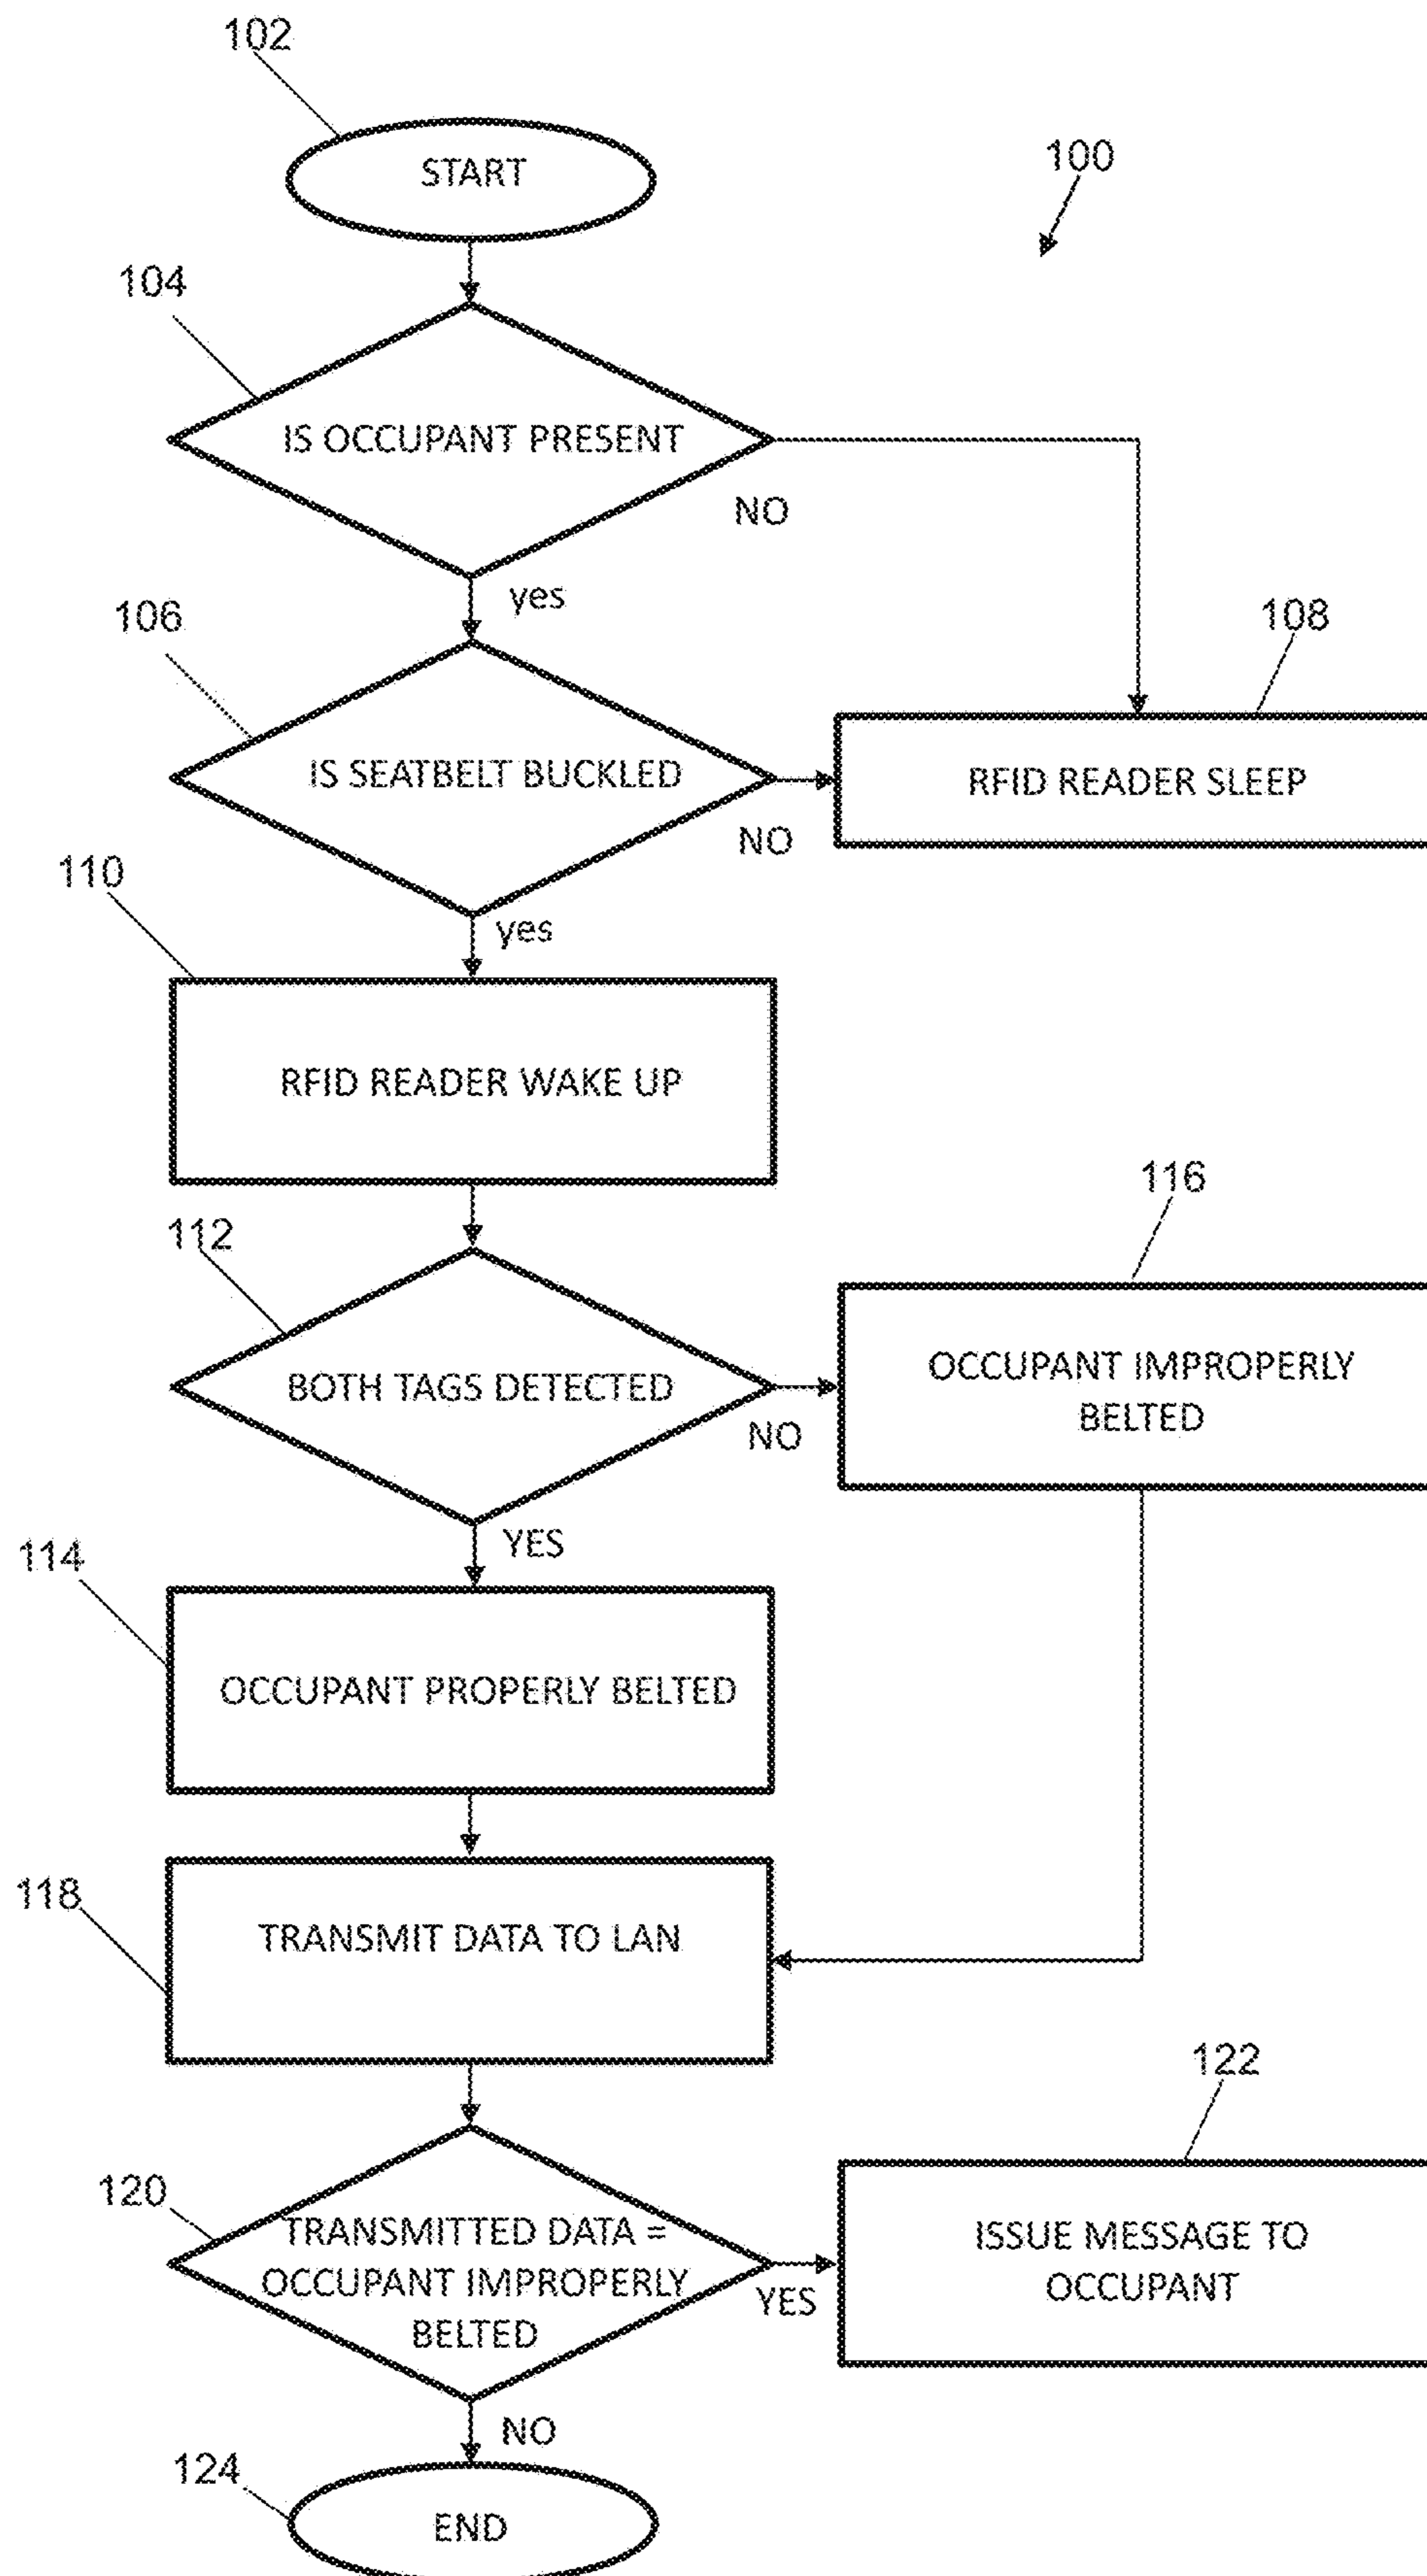 102
START
100
104
IS OCCUPANT PRESENT
NO
yes
106
108
IS SEATBELT BUCKLED
RFID READER SLEEP
NO
110
yes
RFID READER WAKE UP
116
112
OCCUPANT IMPROPERLY
BELTED
BOTH TAGS DETECTED
NO
YES
114
OCCUPANT PROPERLY BELTED
118
TRANSMIT DATA TO LAN
122
120
TRANSMITTED DATA =
OCCUPANT IMPROPERLY
BELTED
YES
ISSUE MESSAGE TO
OCCUPANT
NO
124
END